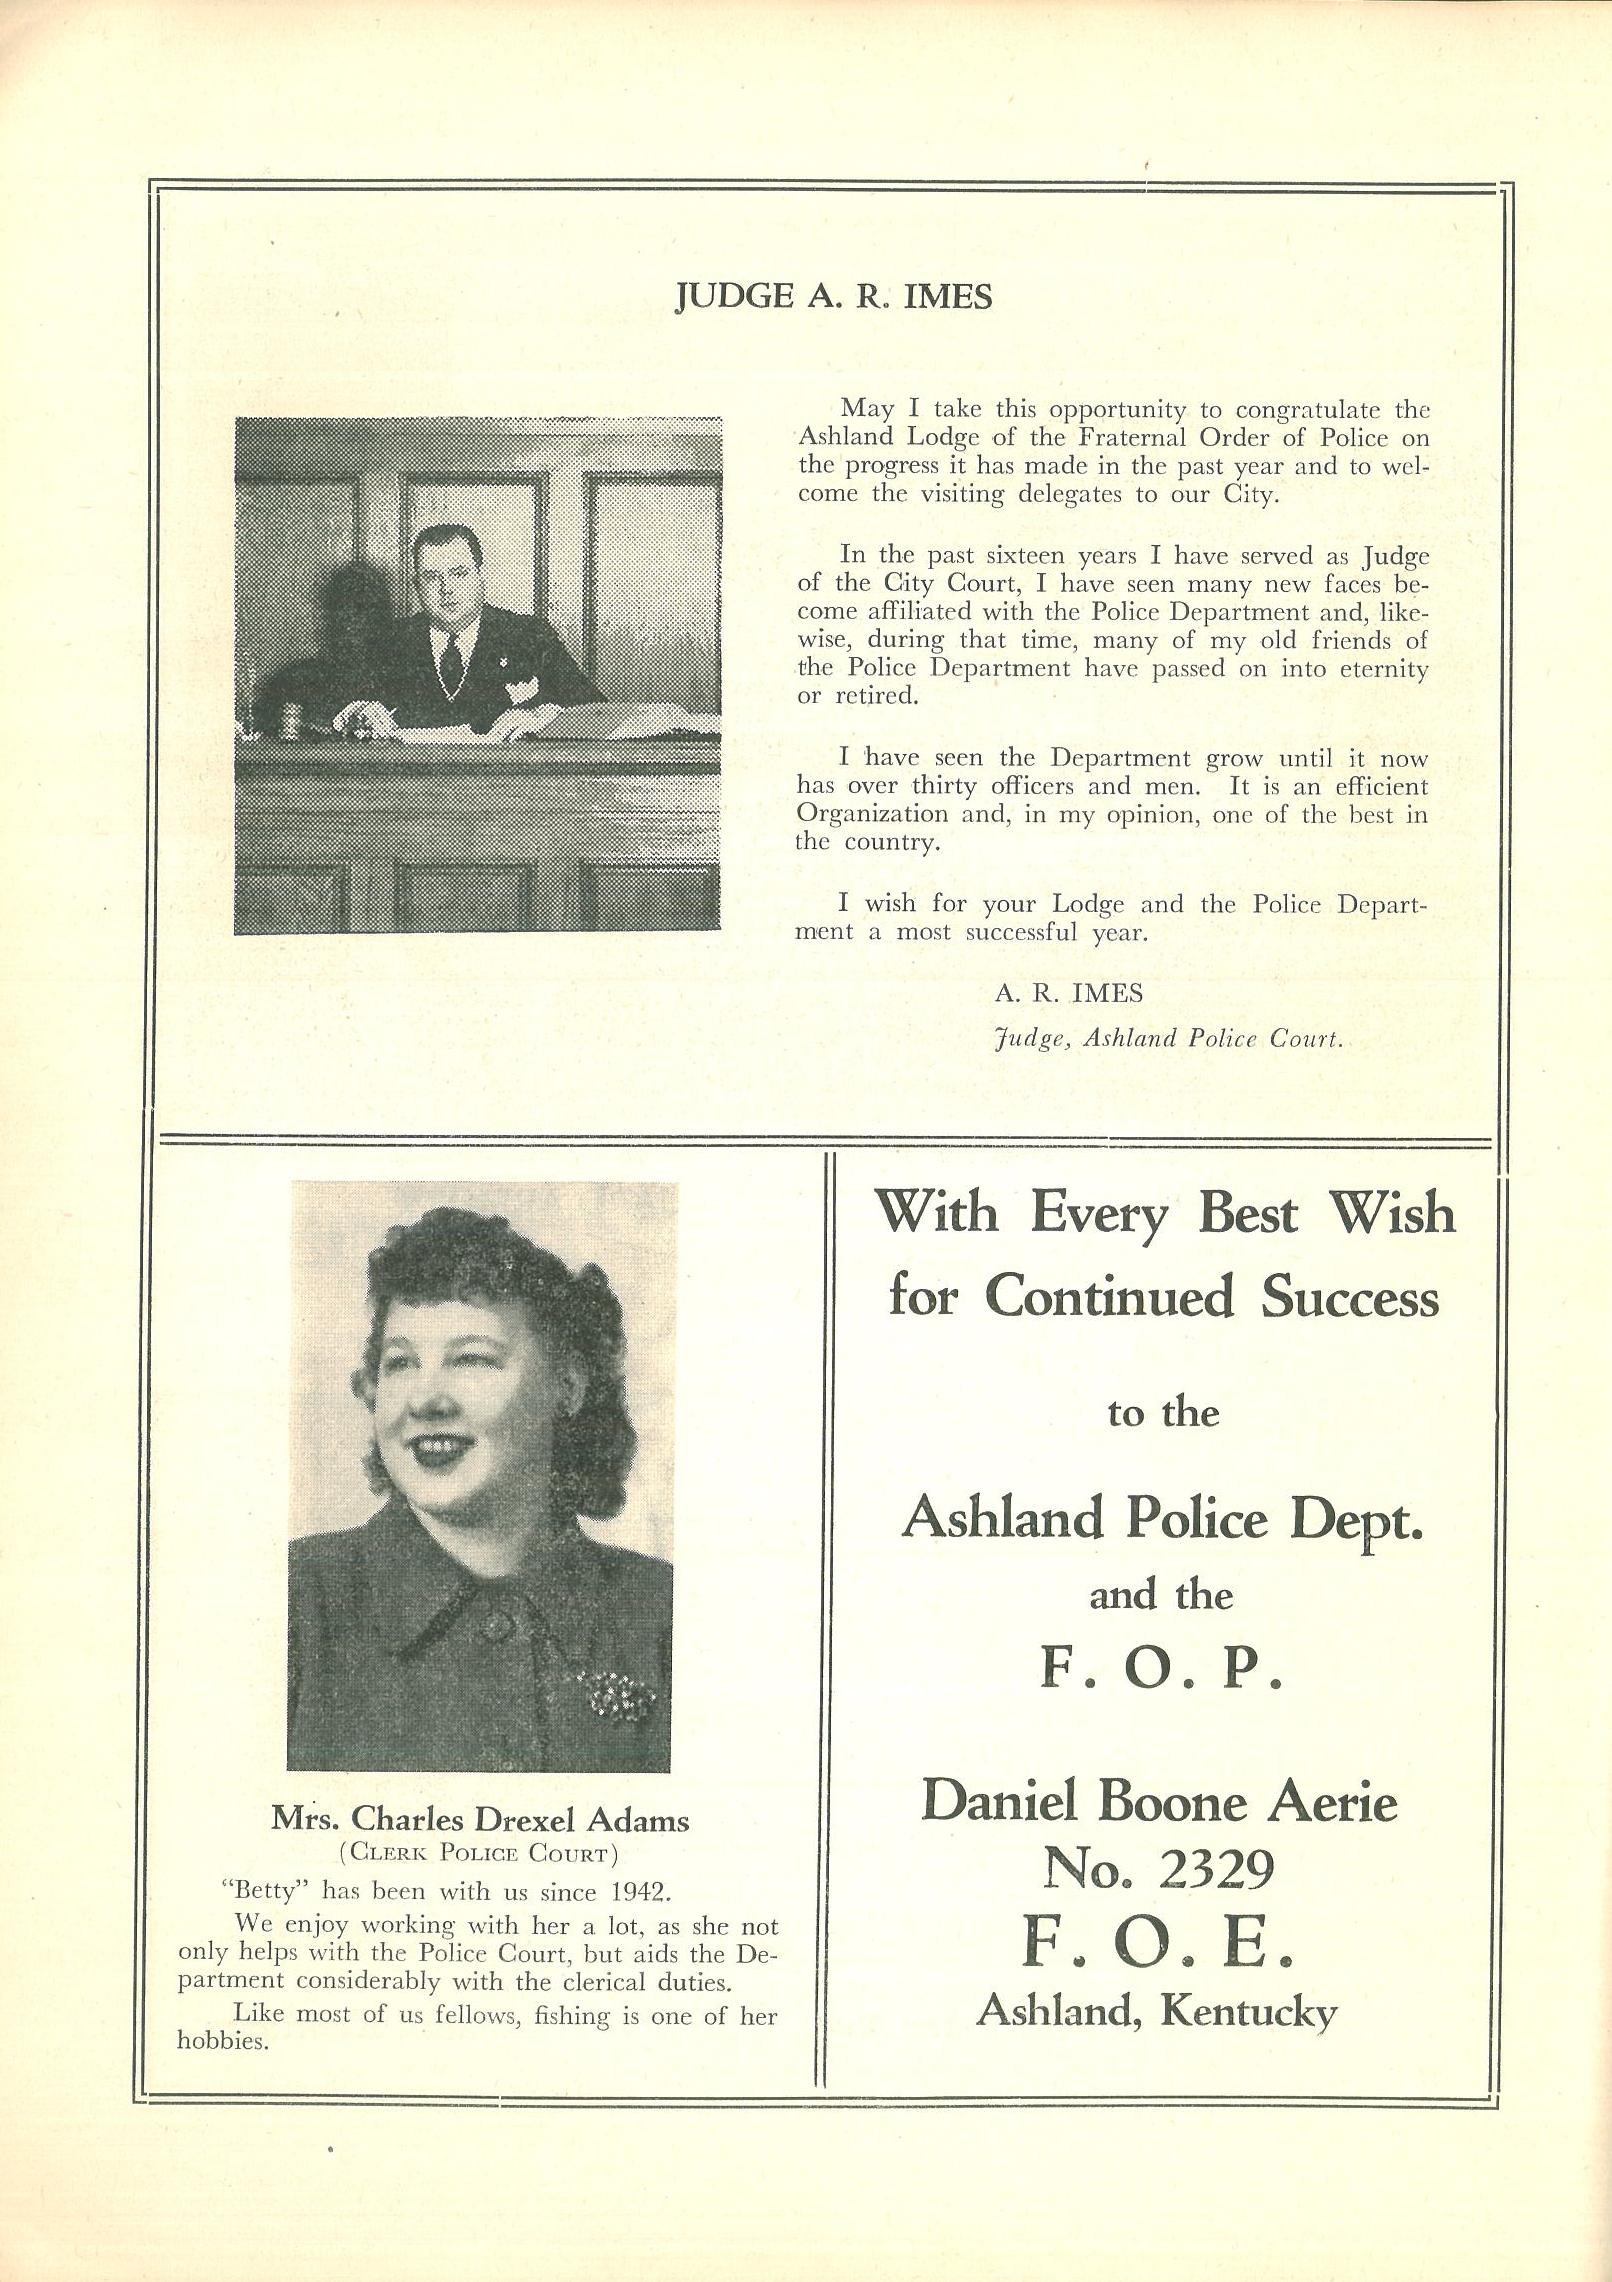 JUDGE A. R. IMES
May I take this opportunity to congratulate the
Ashland Lodge of the Fraternal Order of Police on
the progress it has made in the past year and to wel-
come the visiting delegates to our City.
In the past sixteen years I have served as Judge
of the City Court, I have seen many new faces be-
come affiliated with the Police Department and, like-
wise, during that time, many of my old friends of
the Police Department have passed on into eternity
or retired.
I have seen the Department grow until it now
has over thirty officers and men. It is an efficient
Organization and, in my opinion, one of the best in
the country.
I wish for your Lodge and the Police Depart-
ment a most successful year.
A. R. IMES
Judge, Ashland Police Court.
Mrs. Charles Drexel Adams
(CLERK POLICE COURT)
"Betty" has been with us since 1942.
We enjoy working with her a lot, as she not
only helps with the Police Court, but aids the De-
partment considerably with the clerical duties.
Like most of us fellows, fishing is one of her
hobbies.
With Every Best Wish
for Continued Success
to the
Ashland Police Dept.
and the
F. O. P.
Daniel Boone Aerie
No. 2329
F. O. E.
Ashland, Kentucky